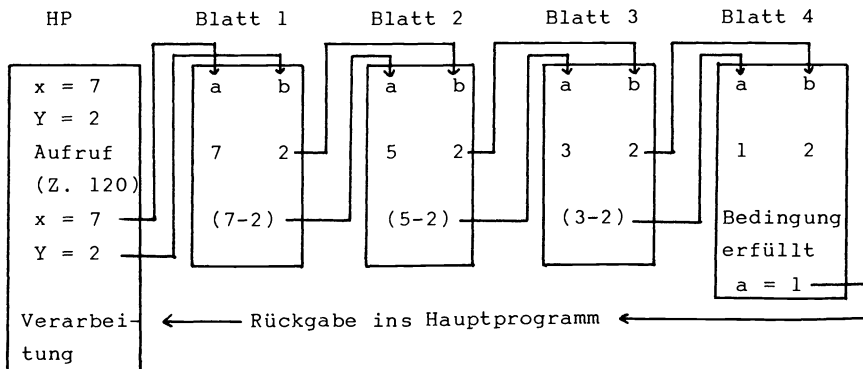 HP Blatt 1 Blatt 2 Blatt 3 Blatt 4
x = 7 a b a b a b a b
Y = 2
Aufruf 7 2 5 2 3 2 1 2
(Z. 120)
x = 7 (7-2) (5-2) (3-2) Bedingung
Y = 2 erfüllt
a = 1
Verarbei- Rückgabe ins Hauptprogramm
tung